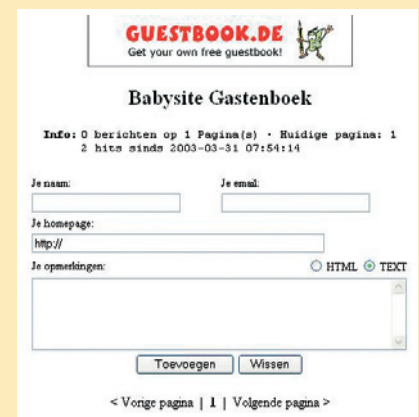 GUESTBOOK.DE
Get your own free guestbook!
Babysite Gastenboek
Info: 0 berichten op 1 Pagina(s) · Huidige pagina: 1
2 hits sinds 2003-03-31 07:54:14
Je naam: Je email:
Je homepage:
http://
Je opmerkingen: HTML TEXT
Toevoegen Wissen
< Vorige pagina | 1 | Volgende pagina >